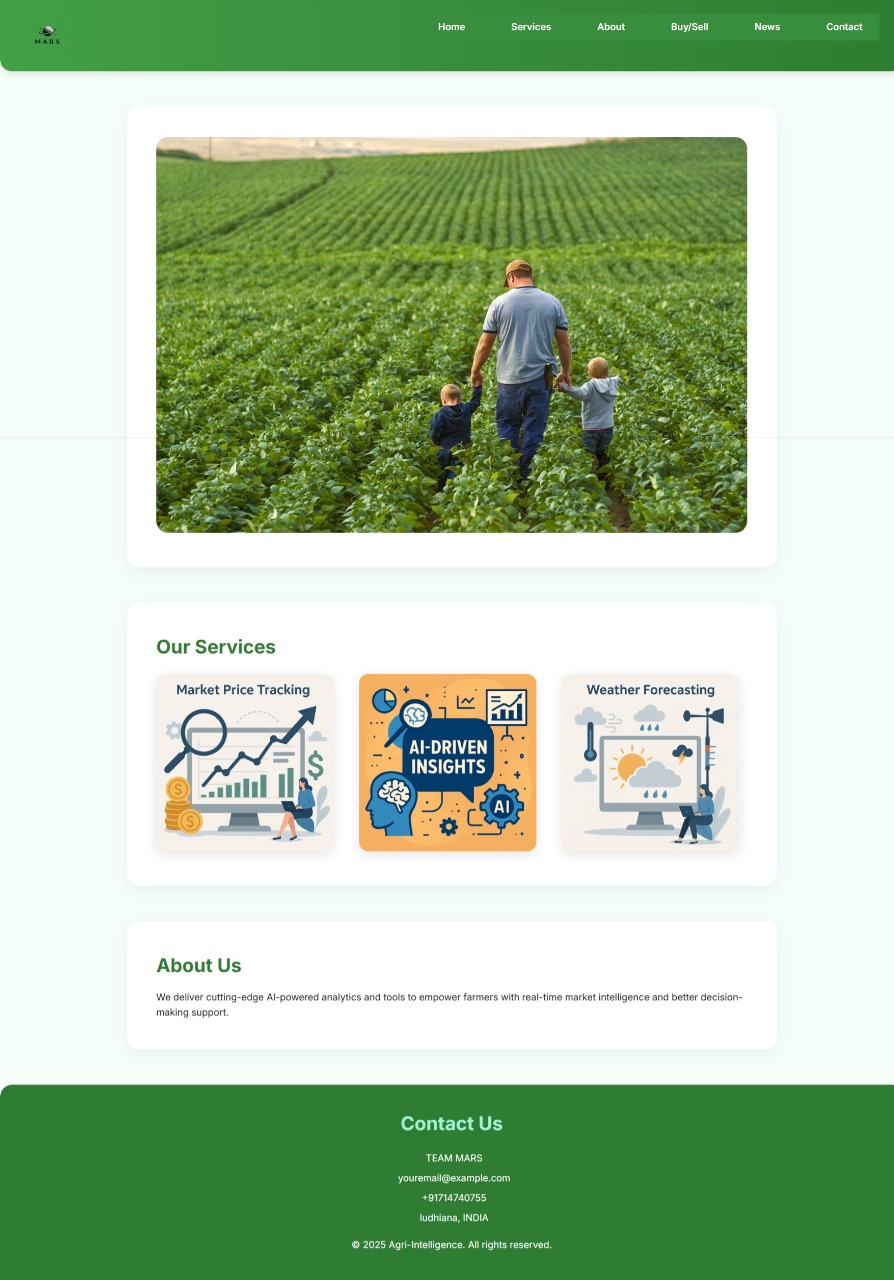 MARS
Home Services About Buy/Sell News Contact
Our Services
Market Price Tracking
$
$
$
AI-DRIVEN
INSIGHTS
AI
Weather Forecasting
About Us
We deliver cutting-edge AI-powered analytics and tools to empower farmers with real-time market intelligence and better decision-
making support.
Contact Us
TEAM MARS
youremail@example.com
+91714740755
ludhiana, INDIA
© 2025 Agri-Intelligence. All rights reserved.